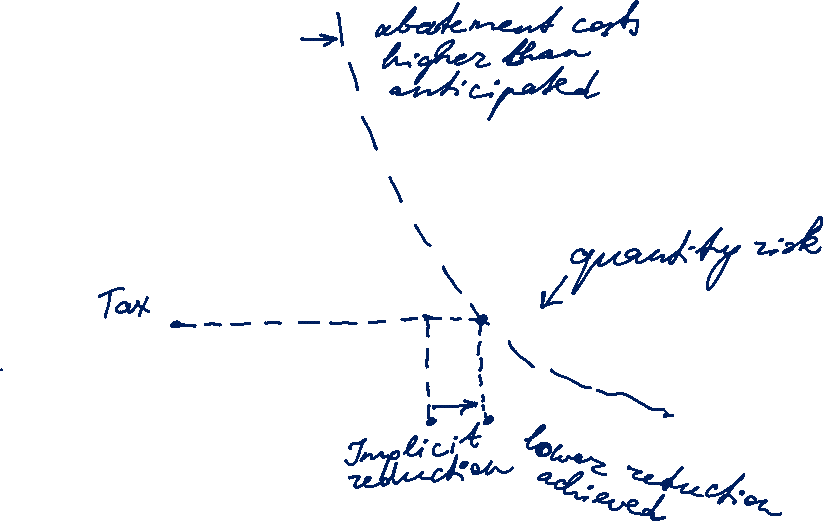 abatement costs
higher than
anticipated
quantity risk
Tax
Implicit
reduction
lower reduction
achieved